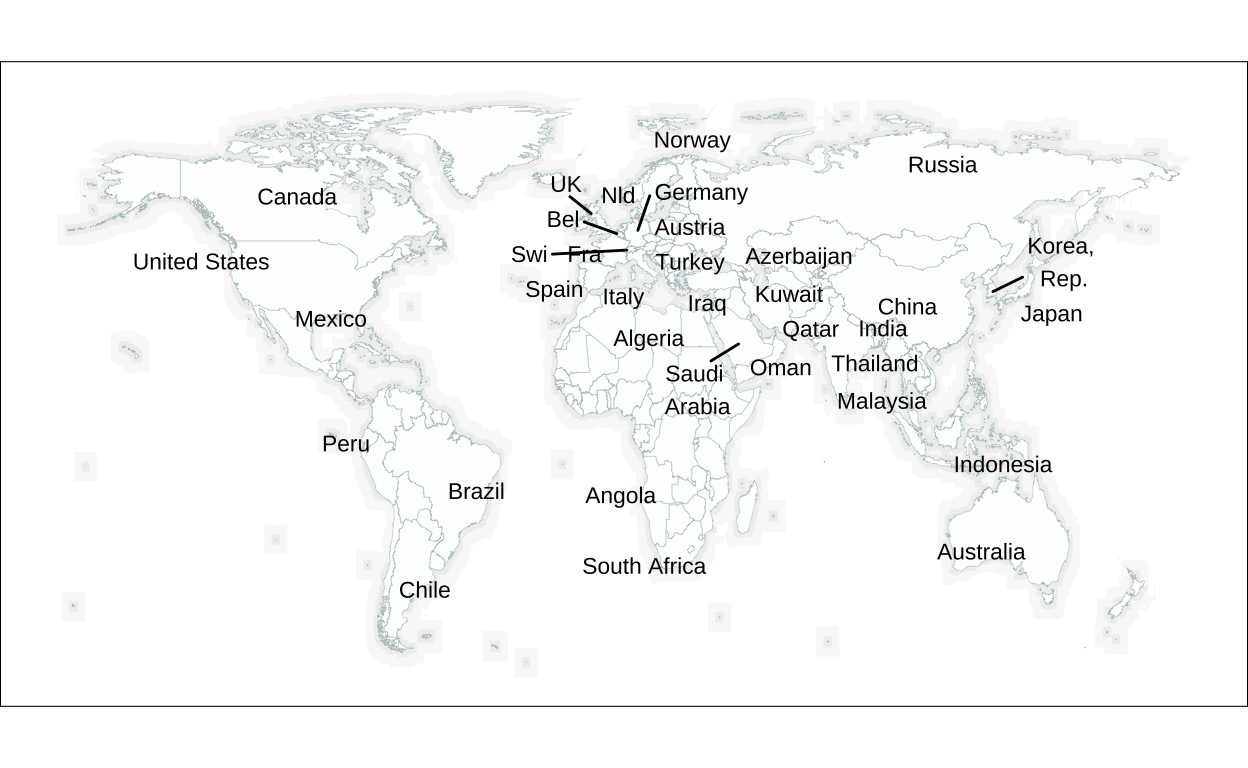 Norway
Russia
UK
Nld
Germany
Canada
Bel
Austria
Korea,
Rep.
United States
Swi
Fra
Turkey
Azerbaijan
Spain
Italy
Iraq
Kuwait
China
Japan
Mexico
Algeria
Qatar
India
Saudi
Arabia
Oman
Thailand
Malaysia
Peru
Indonesia
Brazil
Angola
Australia
South Africa
Chile